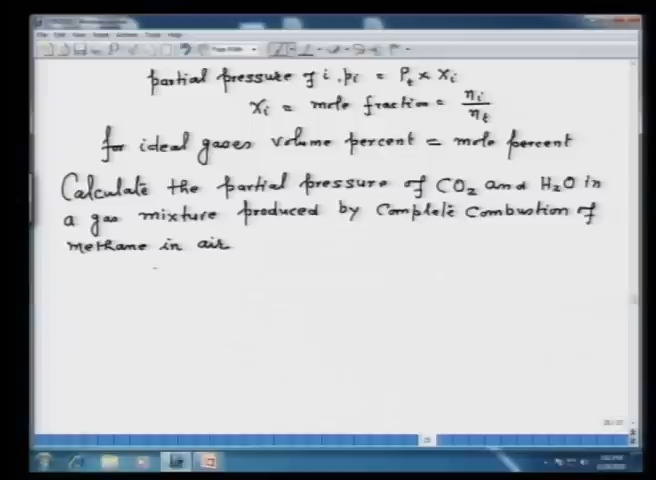 partial pressure of i, pi = Pt × Xi
Xi = mole fraction = ni/nt
for ideal gases volume percent = mole percent
Calculate the partial pressure of CO2 and H2O in
a gas mixture produced by complete combustion of
methane in air